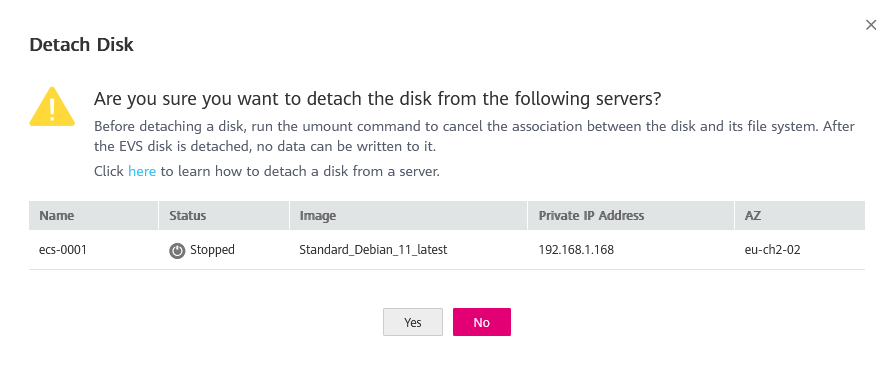 Detach Disk
Are you sure you want to detach the disk from the following servers?
Before detaching a disk, run the umount command to cancel the association between the disk and its file system. After
the EVS disk is detached, no data can be written to it.
Click here to learn how to detach a disk from a server.
Name Status Image Private IP Address AZ
ecs-0001 Stopped Standard_Debian_11_latest 192.168.1.168 eu-ch2-02
Yes No